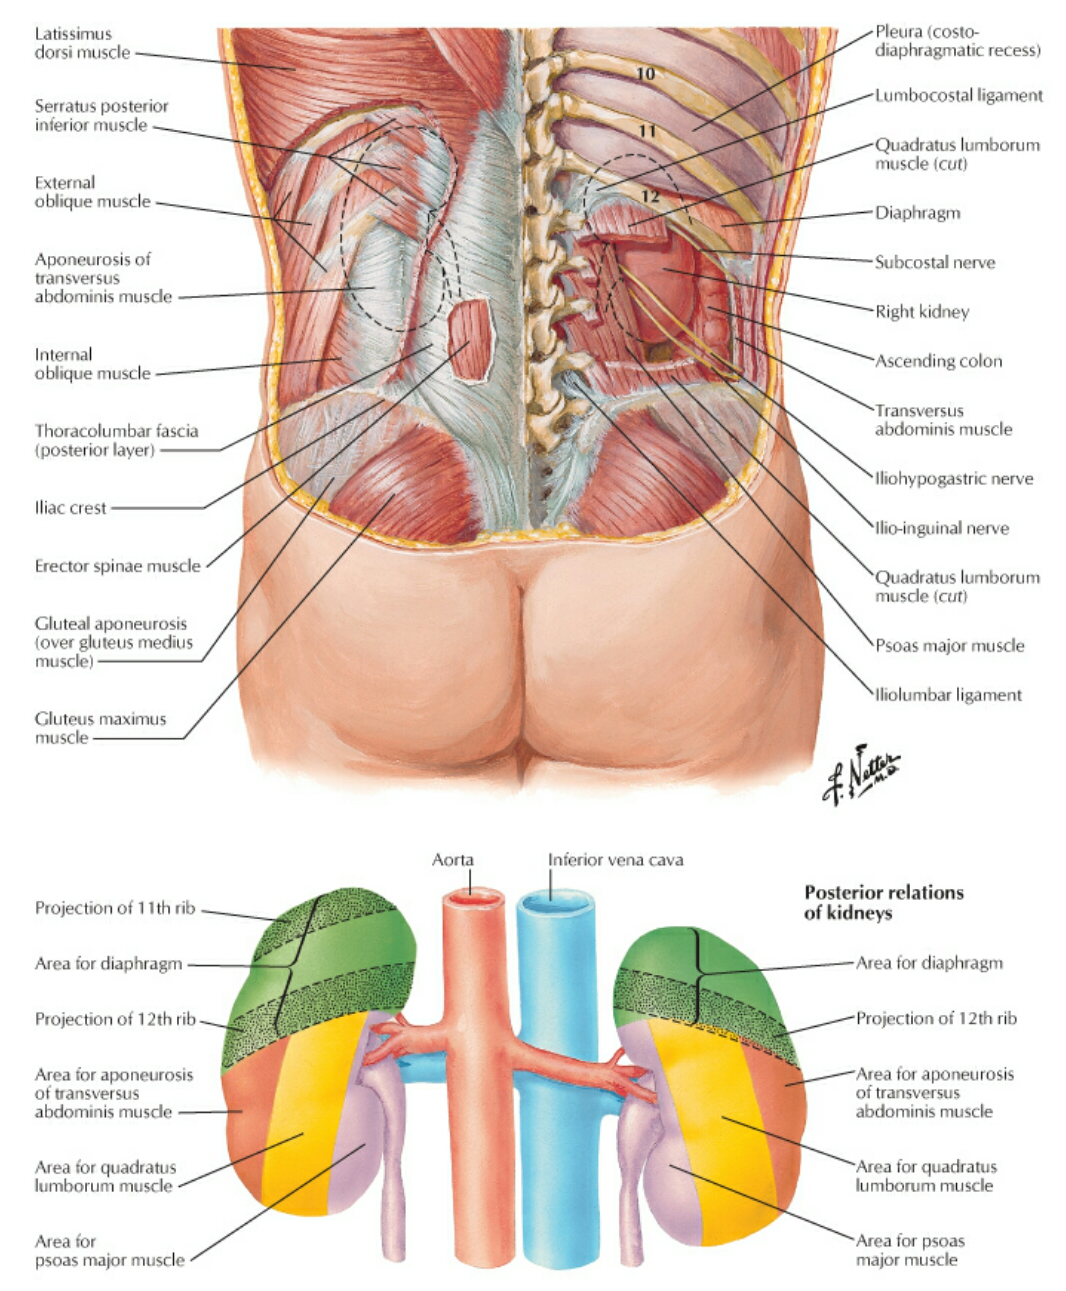 Latissimus
dorsi muscle
Serratus posterior
inferior muscle
External
oblique muscle
Aponeurosis of
transversus
abdominis muscle
Internal
oblique muscle
Thoracolumbar fascia
(posterior layer)
Iliac crest
Erector spinae muscle
Gluteal aponeurosis
(over gluteus medius
muscle)
Gluteus maximus
muscle
10
11
12
Pleura (costo-
diaphragmatic recess)
Lumbocostal ligament
Quadratus lumborum
muscle (cut)
Diaphragm
Subcostal nerve
Right kidney
Ascending colon
Transversus
abdominis muscle
Iliohypogastric nerve
Ilio-inguinal nerve
Quadratus lumborum
muscle (cut)
Psoas major muscle
Iliolumbar ligament
F. Netter
M.D.
Aorta
Inferior vena cava
Posterior relations
of kidneys
Projection of 11th rib
Area for diaphragm
Projection of 12th rib
Area for aponeurosis
of transversus
abdominis muscle
Area for quadratus
lumborum muscle
Area for
psoas major muscle
Area for diaphragm
Projection of 12th rib
Area for aponeurosis
of transversus
abdominis muscle
Area for quadratus
lumborum muscle
Area for psoas
major muscle